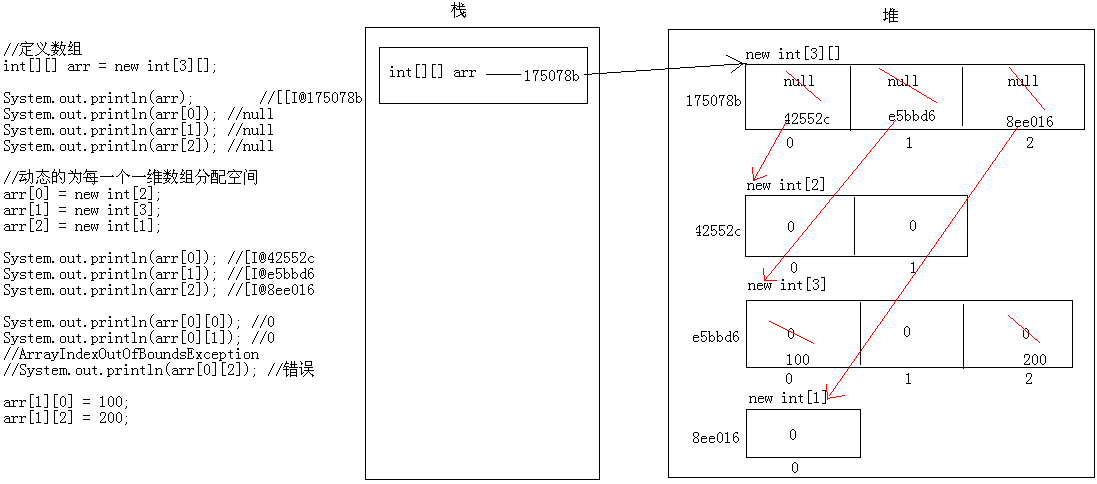 //定义数组
int[][] arr = new int[3][];
System.out.println(arr); //[[I@175078b
System.out.println(arr[0]); //null
System.out.println(arr[1]); //null
System.out.println(arr[2]); //null
//动态的为每一个一维数组分配空间
arr[0] = new int[2];
arr[1] = new int[3];
arr[2] = new int[1];
System.out.println(arr[0]); //[I@42552c
System.out.println(arr[1]); //[I@e5bbd6
System.out.println(arr[2]); //[I@8ee016
System.out.println(arr[0][0]); //0
System.out.println(arr[0][1]); //0
//ArrayIndexOutOfBoundsException
//System.out.println(arr[0][2]); //错误
arr[1][0] = 100;
arr[1][2] = 200;
栈
int[][] arr 175078b
堆
new int[3][]
null null null
175078b
42552c e5bbd6 8ee016
0 1 2
new int[2]
42552c 0 0
0 1
new int[3]
e5bbd6 0 0 0
100 200
0 1 2
new int[1]
8ee016 0
0